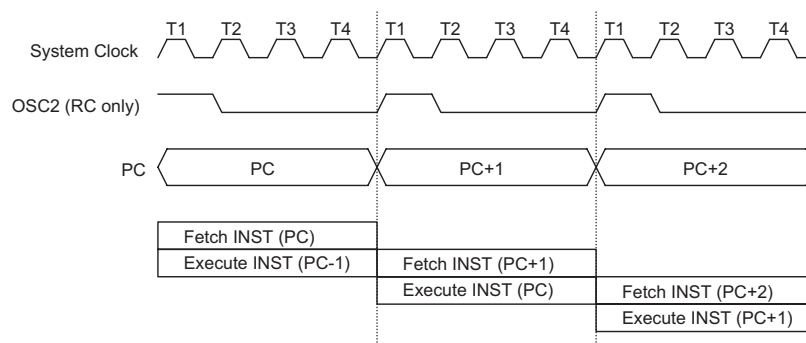 T1 T2 T3 T4 T1 T2 T3 T4 T1 T2 T3 T4
System Clock
OSC2 (RC only)
PC PC PC+1 PC+2
Fetch INST (PC)
Execute INST (PC-1) Fetch INST (PC+1)
Execute INST (PC) Fetch INST (PC+2)
Execute INST (PC+1)